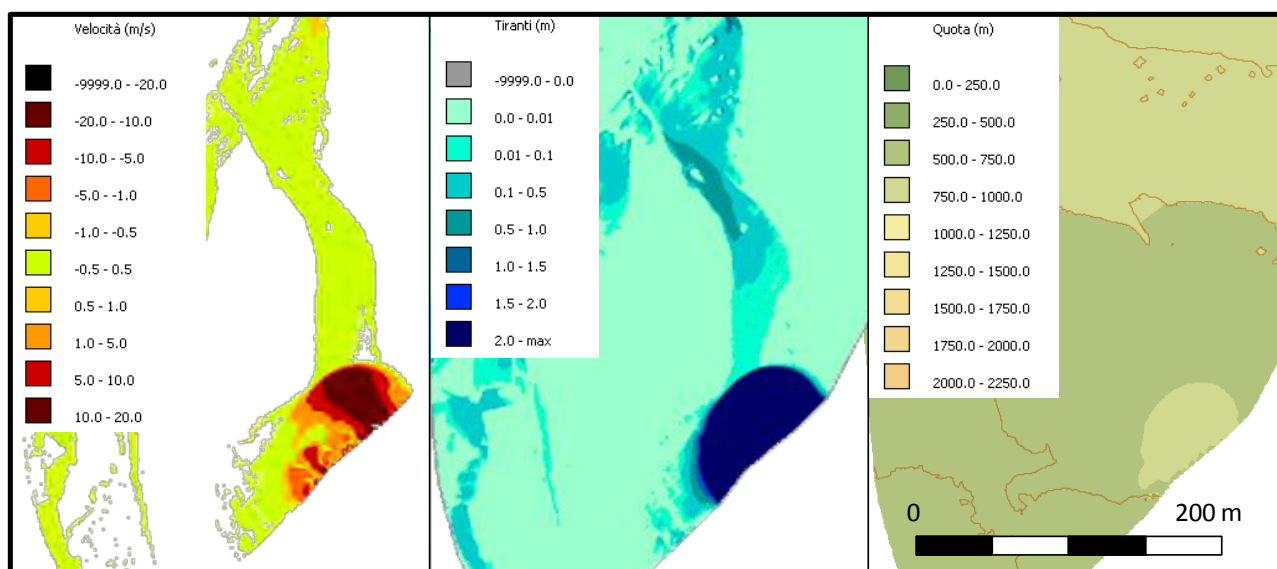 Velocità (m/s)
-9999.0 - -20.0
-20.0 - -10.0
-10.0 - -5.0
-5.0 - -1.0
-1.0 - -0.5
-0.5 - 0.5
0.5 - 1.0
1.0 - 5.0
5.0 - 10.0
10.0 - 20.0
Tiranti (m)
-9999.0 - 0.0
0.0 - 0.01
0.01 - 0.1
0.1 - 0.5
0.5 - 1.0
1.0 - 1.5
1.5 - 2.0
2.0 - max
Quota (m)
0.0 - 250.0
250.0 - 500.0
500.0 - 750.0
750.0 - 1000.0
1000.0 - 1250.0
1250.0 - 1500.0
1500.0 - 1750.0
1750.0 - 2000.0
2000.0 - 2250.0
0 200 m